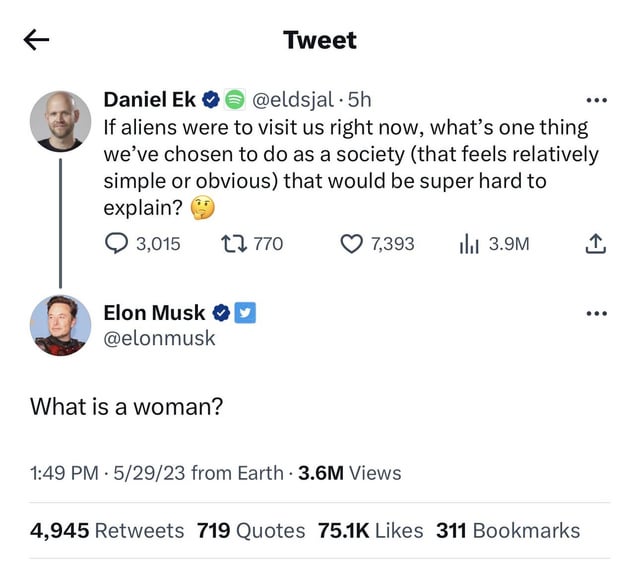 Tweet
Daniel Ek @eldsjal · 5h
If aliens were to visit us right now, what's one thing
we've chosen to do as a society (that feels relatively
simple or obvious) that would be super hard to
explain? 🤔
3,015 770 7,393 3.9M
Elon Musk
@elonmusk
What is a woman?
1:49 PM · 5/29/23 from Earth · 3.6M Views
4,945 Retweets 719 Quotes 75.1K Likes 311 Bookmarks